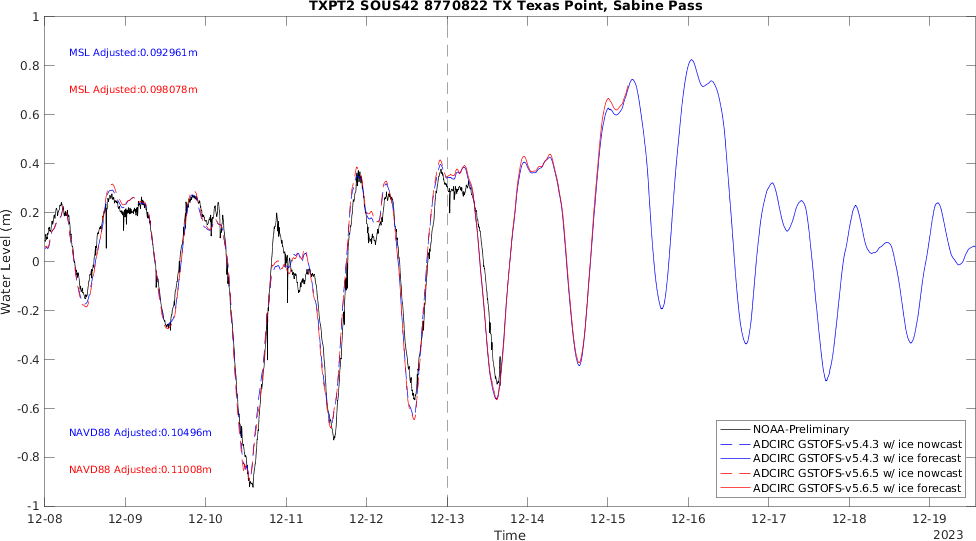 TXPT2 SOUS42 8770822 TX Texas Point, Sabine Pass
1
0.8
0.6
0.4
0.2
0
-0.2
-0.4
-0.6
-0.8
-1
Water Level (m)
MSL Adjusted:0.092961m
MSL Adjusted:0.098078m
NAVD88 Adjusted:0.10496m
NAVD88 Adjusted:0.11008m
NOAA-Preliminary
ADCIRC GSTOFS-v5.4.3 w/ ice nowcast
ADCIRC GSTOFS-v5.4.3 w/ ice forecast
ADCIRC GSTOFS-v5.6.5 w/ ice nowcast
ADCIRC GSTOFS-v5.6.5 w/ ice forecast
12-08 12-09 12-10 12-11 12-12 12-13 12-14 12-15 12-16 12-17 12-18 12-19
Time
2023